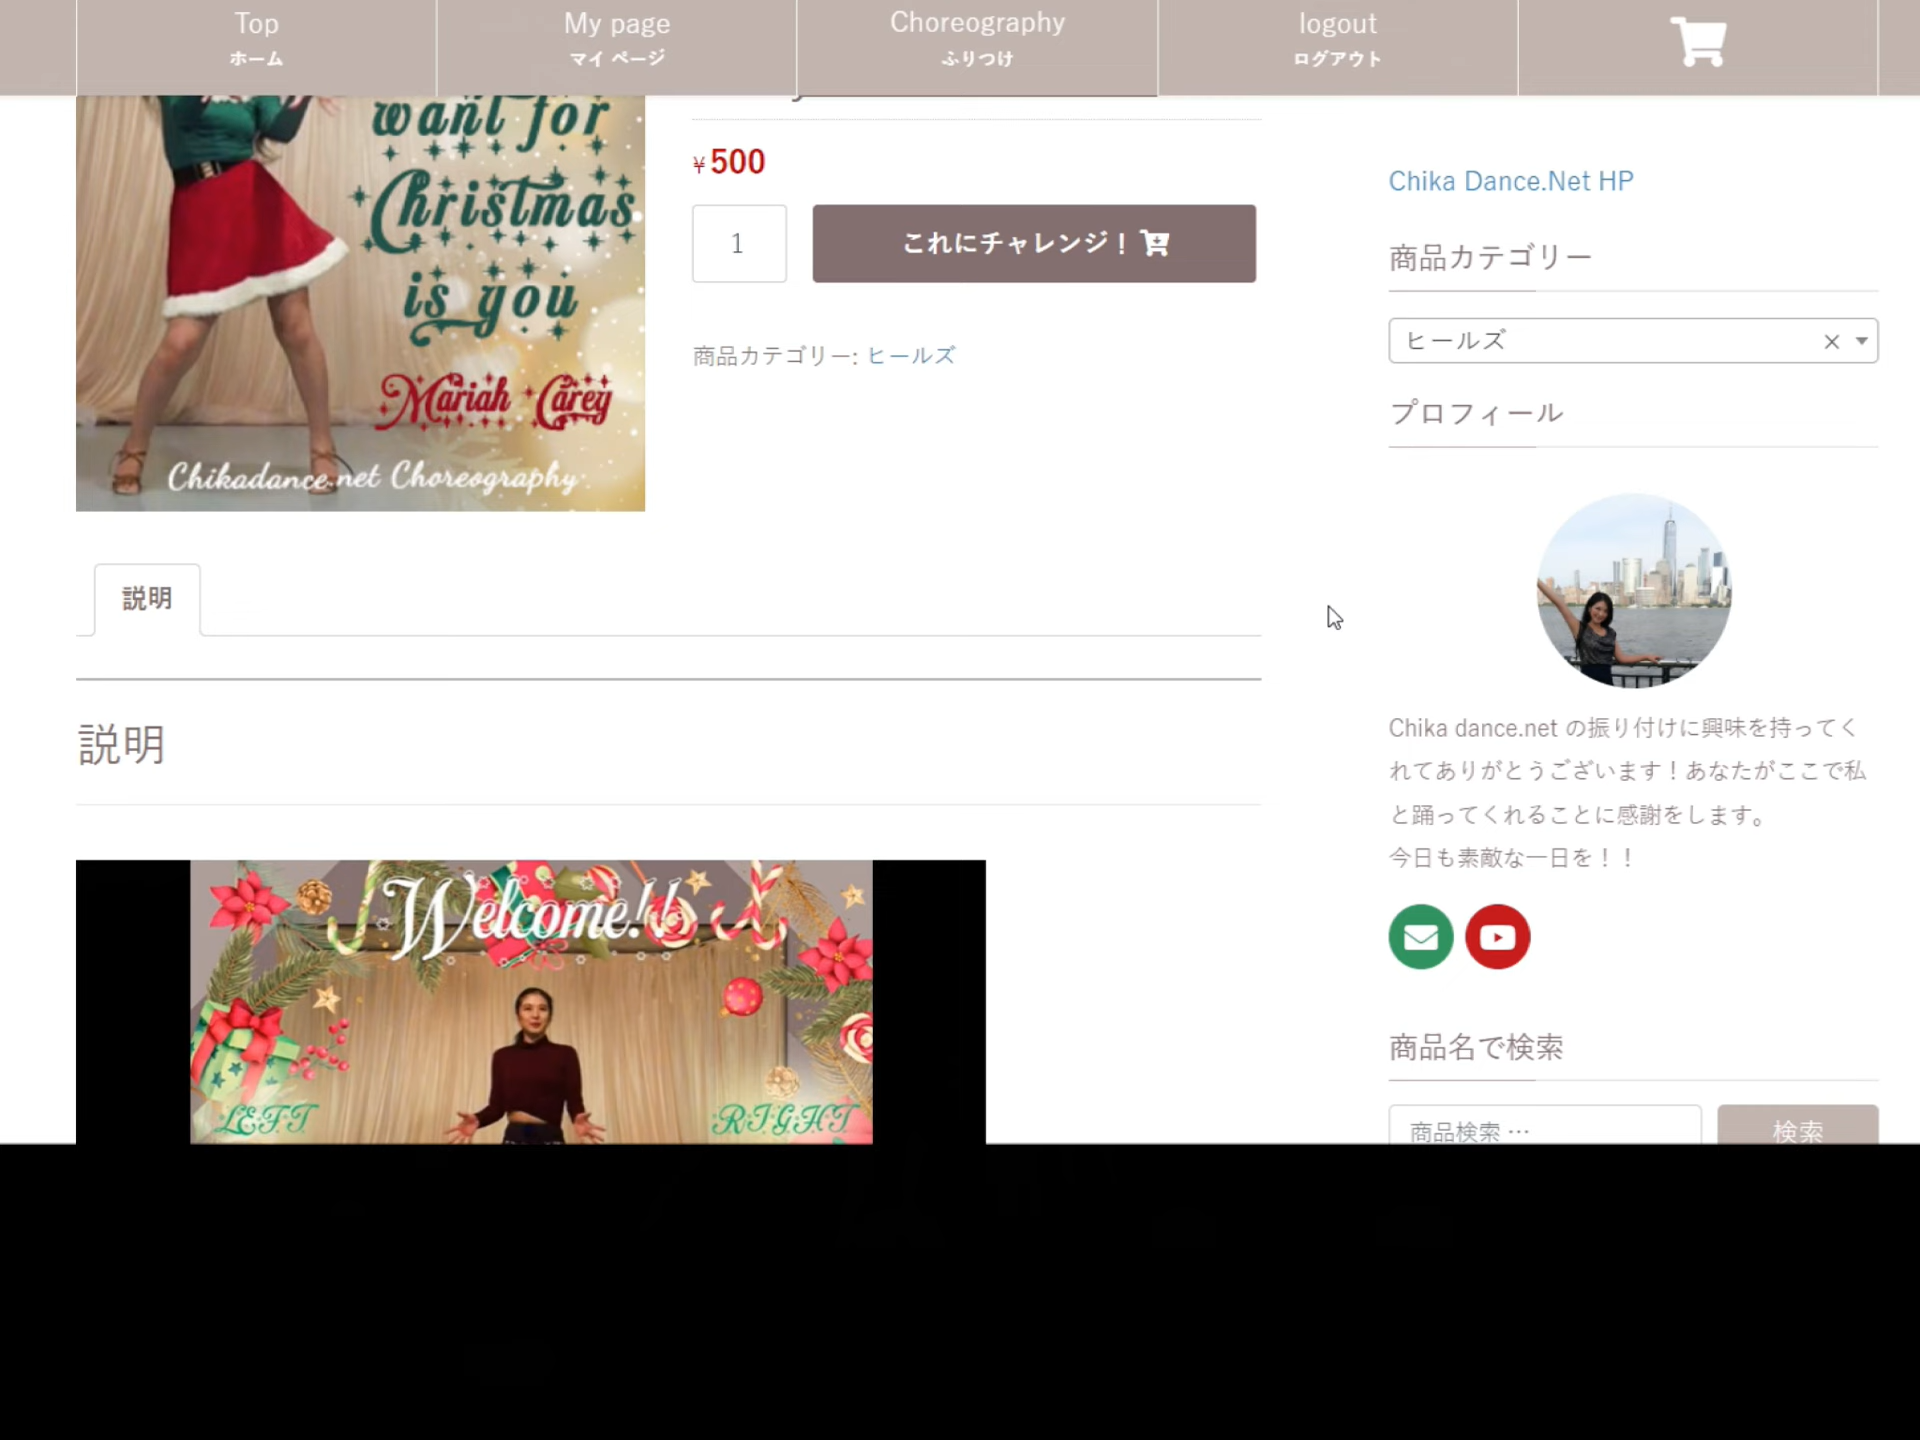 Top
ホーム
My page
マイ ページ
Choreography
ふりつけ
logout
ログアウト
want for
Christmas
is you
Mariah Carey
Chikadance.net Choreography
¥500
1
これにチャレンジ！
商品カテゴリー: ヒールズ
説明
説明
Welcome!!
LEFT
RIGHT
Chika Dance.Net HP
商品カテゴリー
ヒールズ
プロフィール
Chika dance.net の振り付けに興味を持ってく
れてありがとうございます！あなたがここで私
と踊ってくれることに感謝をします。
今日も素敵な一日を！！
商品名で検索
商品検索 …
検索